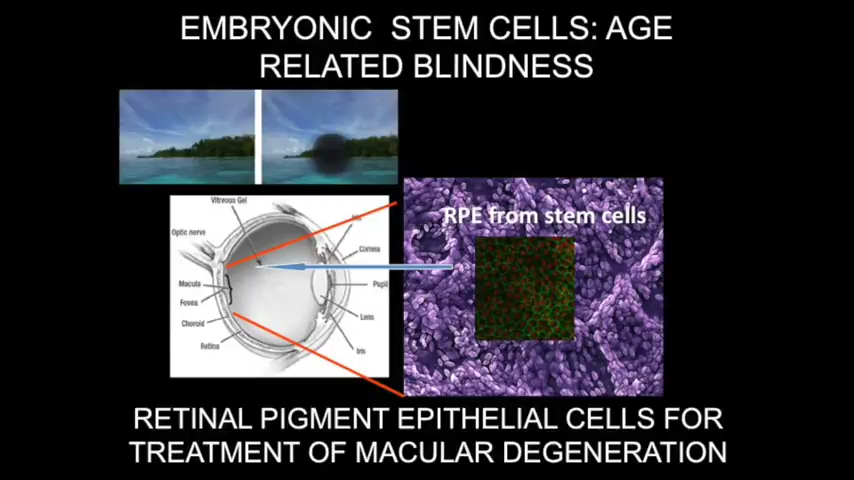 EMBRYONIC STEM CELLS: AGE
RELATED BLINDNESS
RPE from stem cells
Vitreous Gel
Optic nerve
Iris
Cornea
Macula
Pupil
Fovea
Choroid
Lens
Retina
Iris
RETINAL PIGMENT EPITHELIAL CELLS FOR
TREATMENT OF MACULAR DEGENERATION